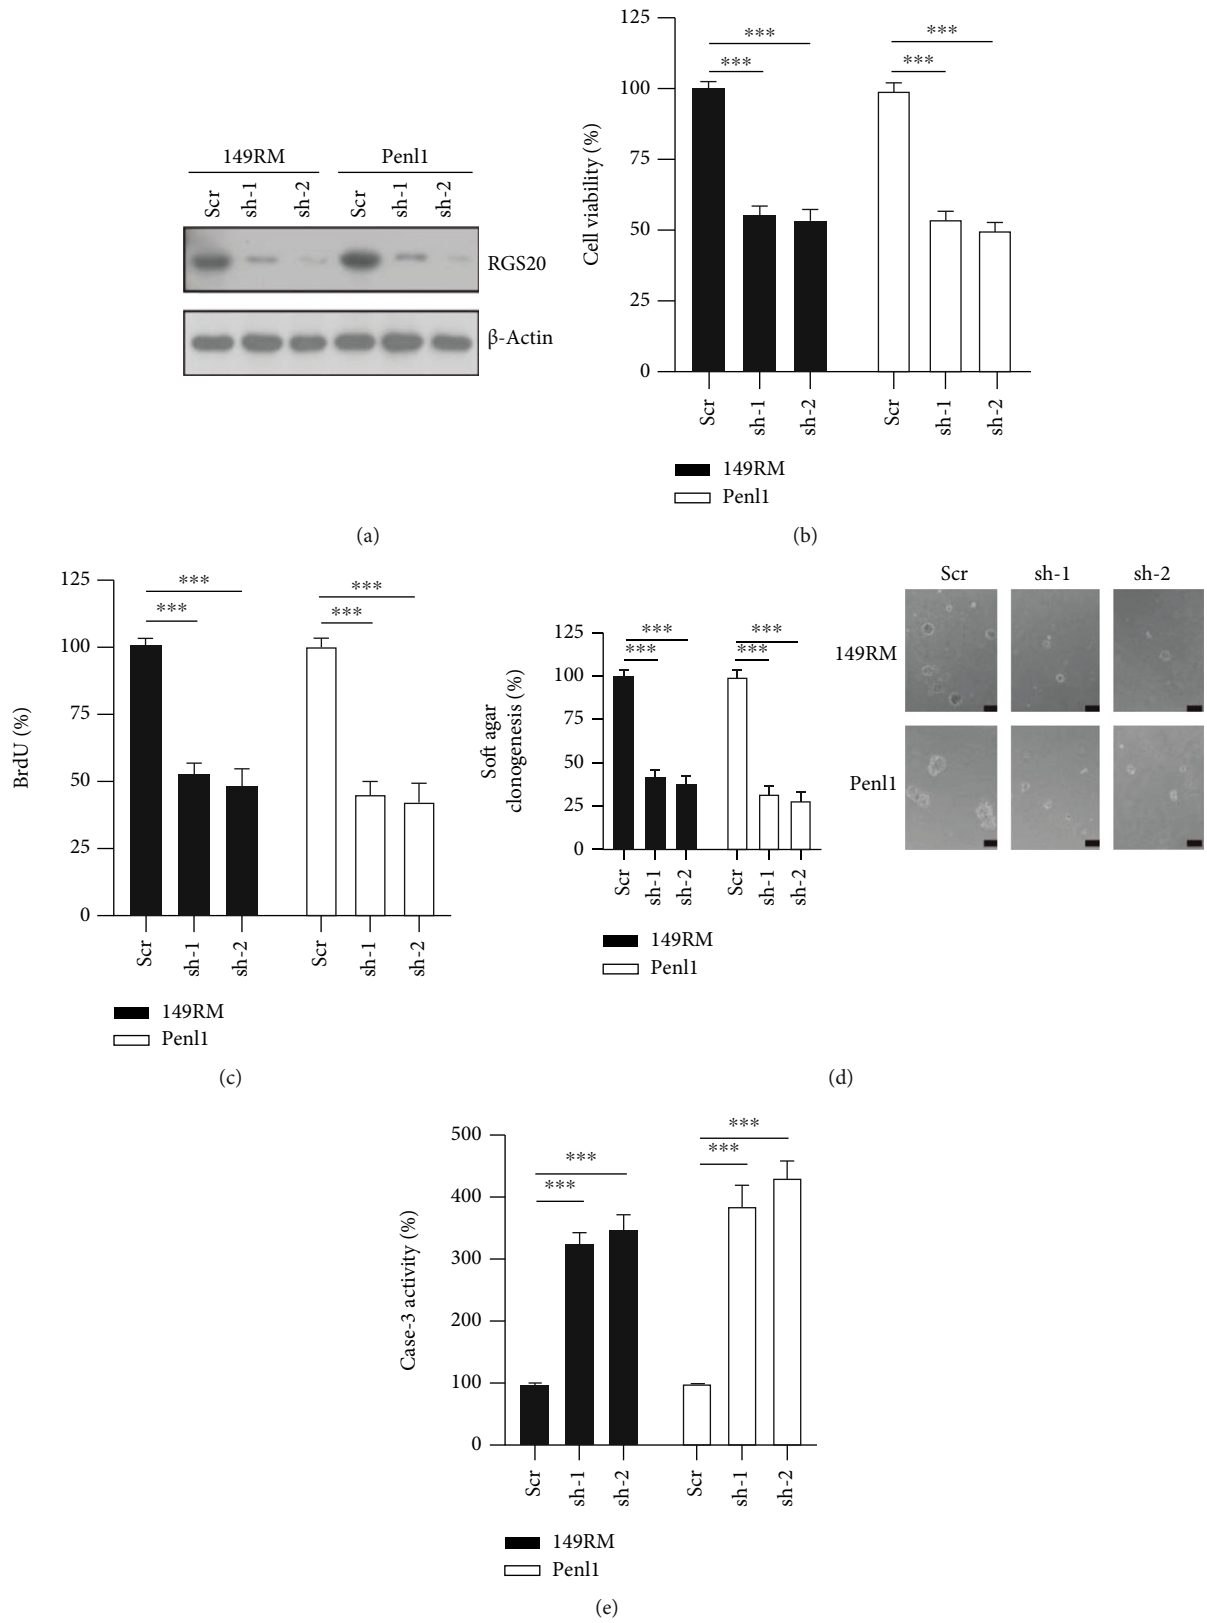 149RM Penl1
Scr sh-1 sh-2 Scr sh-1 sh-2
RGS20
β-Actin
(a)
125
100
75
50
25
0
Cell viability (%)
*** *** *** ***
Scr sh-1 sh-2 Scr sh-1 sh-2
149RM
Penl1
(b)
125
100
75
50
25
0
BrdU (%)
*** *** *** ***
Scr sh-1 sh-2 Scr sh-1 sh-2
149RM
Penl1
(c)
125
100
75
50
25
0
Soft agar
clonogenesis (%)
*** *** *** ***
Scr sh-1 sh-2 Scr sh-1 sh-2
149RM
Penl1
Scr sh-1 sh-2
149RM
Penl1
(d)
500
400
300
200
100
0
Case-3 activity (%)
*** *** *** ***
Scr sh-1 sh-2 Scr sh-1 sh-2
149RM
Penl1
(e)